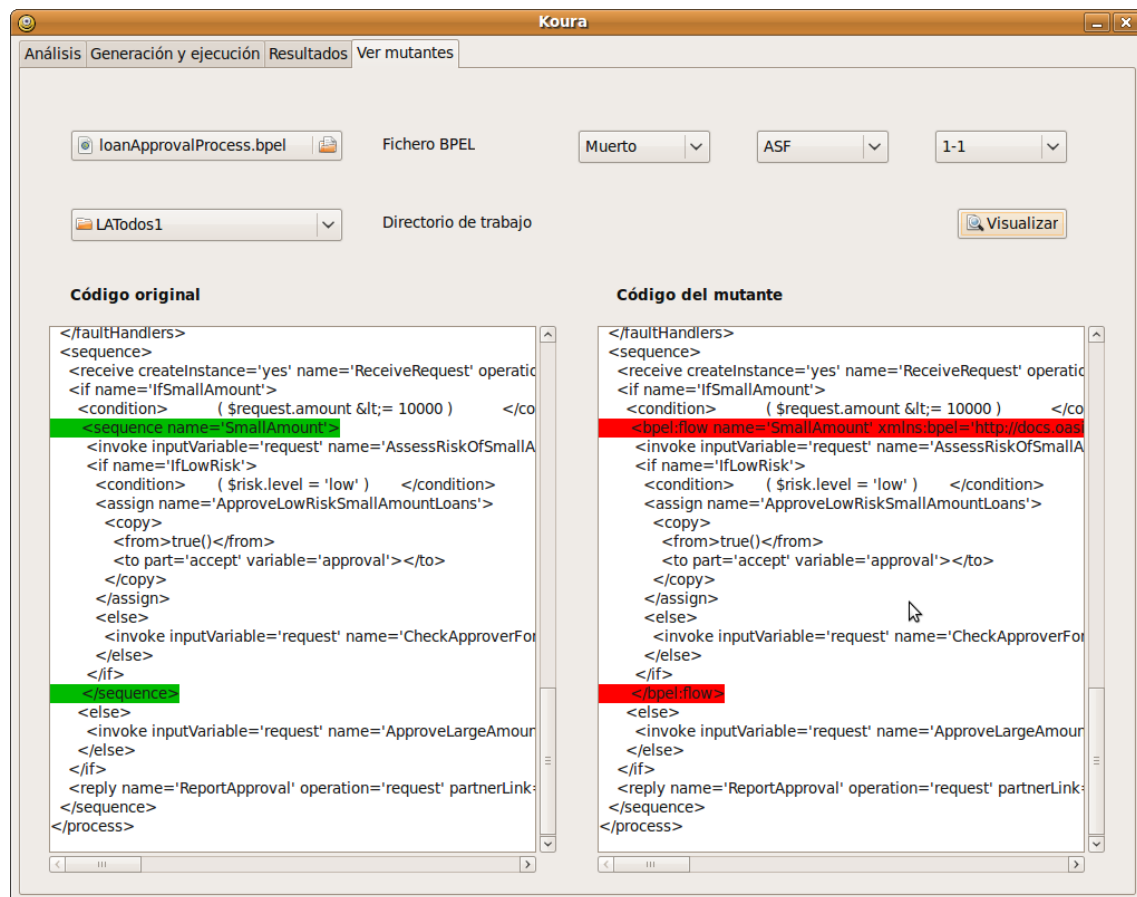 Koura
Análisis Generación y ejecución Resultados Ver mutantes
loanApprovalProcess.bpel Fichero BPEL Muerto ASF 1-1
LATodos1 Directorio de trabajo Visualizar
Código original
</faultHandlers>
<sequence>
<receive createInstance='yes' name='ReceiveRequest' operatic
<if name='IfSmallAmount'>
<condition> ( $request.amount &lt;= 10000 ) </co
<sequence name='SmallAmount'>
<invoke inputVariable='request' name='AssessRiskOfSmallA
<if name='IfLowRisk'>
<condition> ( $risk.level = 'low' ) </condition>
<assign name='ApproveLowRiskSmallAmountLoans'>
<copy>
<from>true()</from>
<to part='accept' variable='approval'></to>
</copy>
</assign>
<else>
<invoke inputVariable='request' name='CheckApproverFor
</else>
</if>
</sequence>
<else>
<invoke inputVariable='request' name='ApproveLargeAmour
</else>
</if>
<reply name='ReportApproval' operation='request' partnerLink=
</sequence>
</process>
Código del mutante
</faultHandlers>
<sequence>
<receive createInstance='yes' name='ReceiveRequest' operatic
<if name='IfSmallAmount'>
<condition> ( $request.amount &lt;= 10000 ) </co
<bpel:flow name='SmallAmount' xmlns:bpel='http://docs.oasi
<invoke inputVariable='request' name='AssessRiskOfSmallA
<if name='IfLowRisk'>
<condition> ( $risk.level = 'low' ) </condition>
<assign name='ApproveLowRiskSmallAmountLoans'>
<copy>
<from>true()</from>
<to part='accept' variable='approval'></to>
</copy>
</assign>
<else>
<invoke inputVariable='request' name='CheckApproverFor
</else>
</if>
</bpel:flow>
<else>
<invoke inputVariable='request' name='ApproveLargeAmour
</else>
</if>
<reply name='ReportApproval' operation='request' partnerLink=
</sequence>
</process>